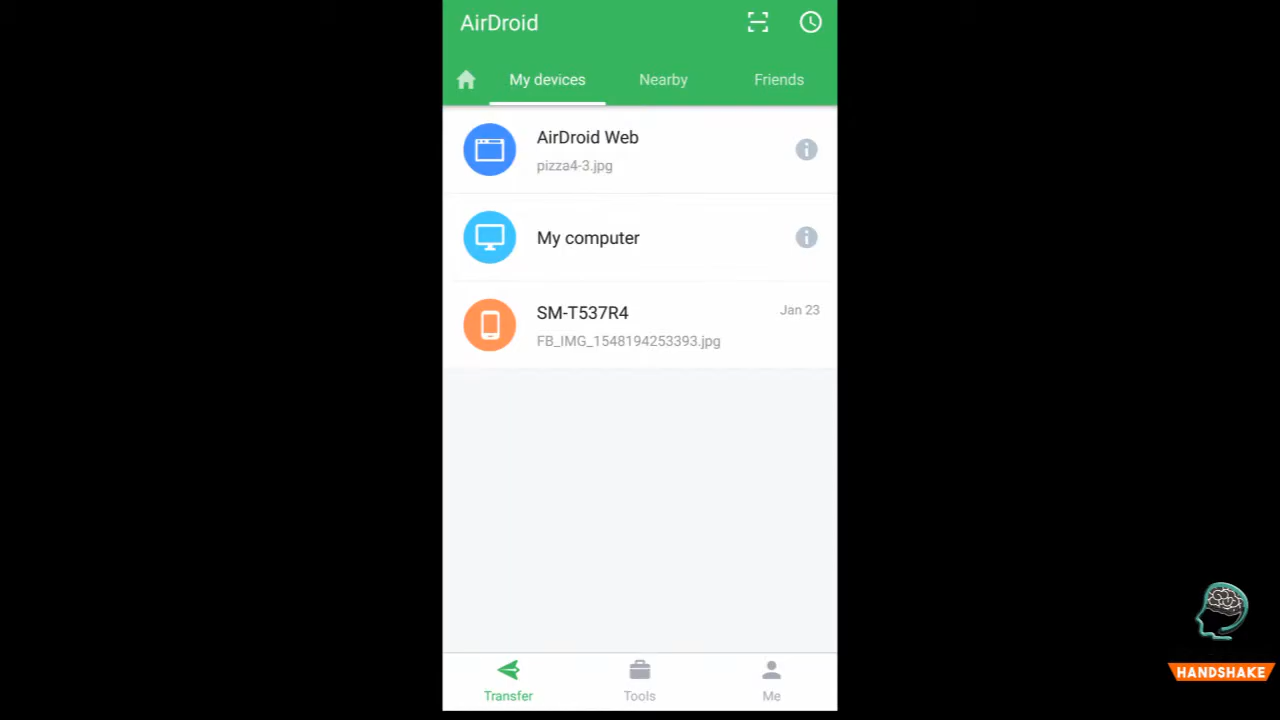 AirDroid
My devices
Nearby
Friends
AirDroid Web
pizza4-3.jpg
My computer
SM-T537R4
Jan 23
FB_IMG_1548194253393.jpg
Transfer
Tools
Me
HANDSHAKE